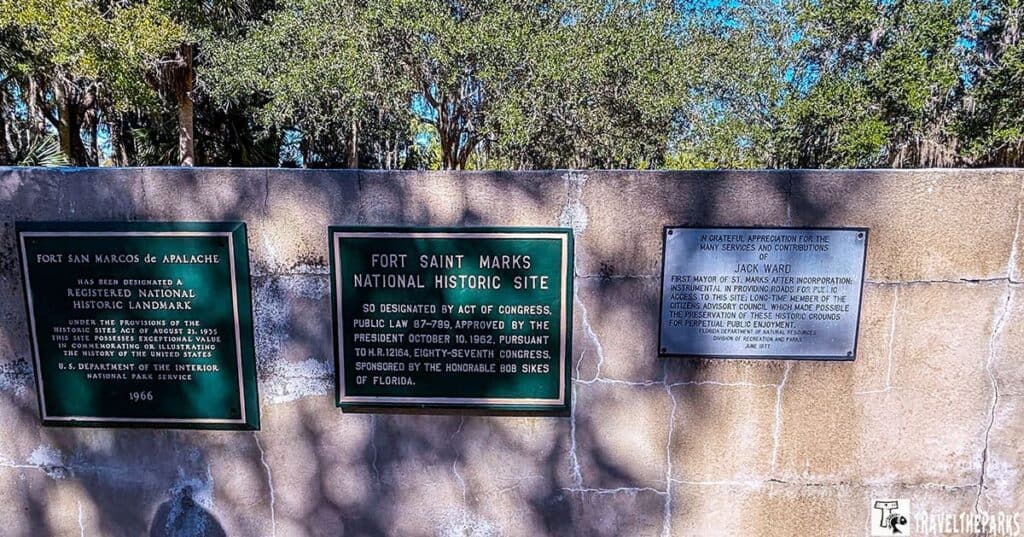 FORT SAN MARCOS de APALACHE
HAS BEEN DESIGNATED A
REGISTERED NATIONAL
HISTORIC LANDMARK
UNDER THE PROVISIONS OF THE
HISTORIC SITES ACT OF AUGUST 21, 1935
THIS SITE POSSESSES EXCEPTIONAL VALUE
IN COMMEMORATING OR ILLUSTRATING
THE HISTORY OF THE UNITED STATES
U.S. DEPARTMENT OF THE INTERIOR
NATIONAL PARK SERVICE
1966
FORT SAINT MARKS
NATIONAL HISTORIC SITE
SO DESIGNATED BY ACT OF CONGRESS,
PUBLIC LAW 87-789, APPROVED BY THE
PRESIDENT OCTOBER 10, 1962, PURSUANT
TO H.R. 12164, EIGHTY-SEVENTH CONGRESS,
SPONSORED BY THE HONORABLE BOB SIKES
OF FLORIDA.
IN GRATEFUL APPRECIATION FOR THE
MANY SERVICES AND CONTRIBUTIONS
OF
JACK WARD
FIRST MAYOR OF ST. MARKS AFTER INCORPORATION;
INSTRUMENTAL IN PROVIDING ROADS FOR PUBLIC
ACCESS TO THIS SITE; LONG-TIME MEMBER OF THE
CITIZENS ADVISORY COUNCIL WHICH MADE POSSIBLE
THE PRESERVATION OF THESE HISTORIC GROUNDS
FOR PERPETUAL PUBLIC ENJOYMENT.
FLORIDA DEPARTMENT OF NATURAL RESOURCES
DIVISION OF RECREATION AND PARKS
JUNE 1977
TRAVELTHEPARKS